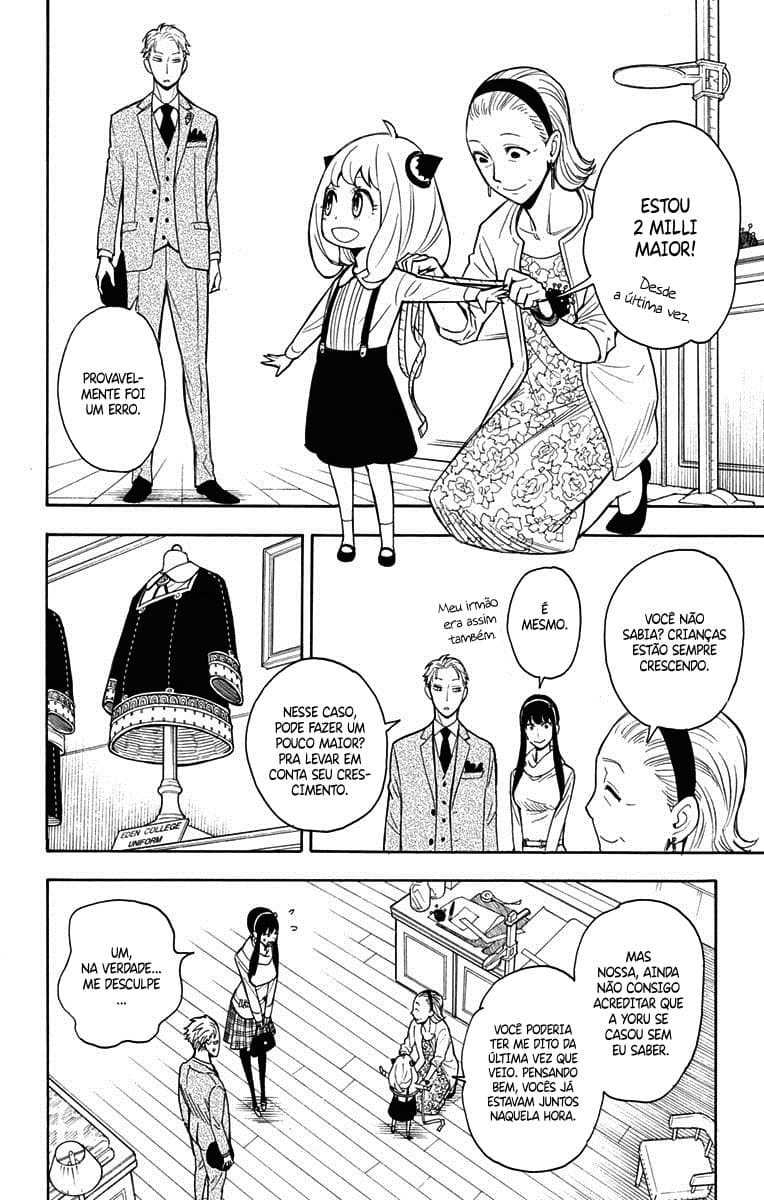 ESTOU
2 MILLI
MAIOR!
Desde
a última vez.
PROVAVEL-
MENTE FOI
UM ERRO.
VOCÊ NÃO
SABIA? CRIANÇAS
ESTÃO SEMPRE
CRESCENDO.
É
MESMO.
Meu irmão
era assim
também.
NESSE CASO,
PODE FAZER UM
POUCO MAIOR?
PRA LEVAR EM
CONTA SEU CRES-
CIMENTO.
EDEN COLLEGE
UNIFORM
MAS
NOSSA, AINDA
NÃO CONSIGO
ACREDITAR QUE
A YORU SE
CASOU SEM
EU SABER.
VOCÊ PODERIA
TER ME DITO DA
ÚLTIMA VEZ QUE
VEIO. PENSANDO
BEM, VOCÊS JÁ
ESTAVAM JUNTOS
NAQUELA HORA.
UM,
NA VERDADE...
ME DESCULPE
...